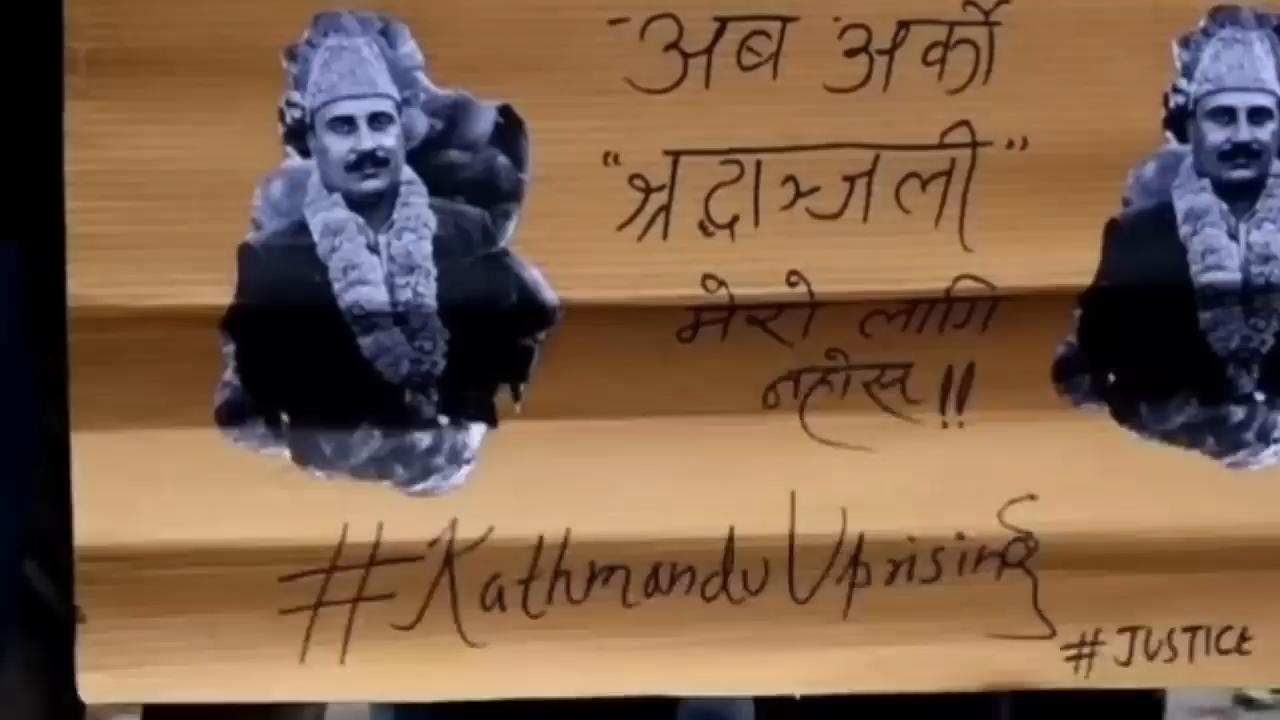 अब अर्को
"श्रद्धाञ्जली"
मेरो लागि
नहोस !!
#KathmanduUprising
#JUSTICE